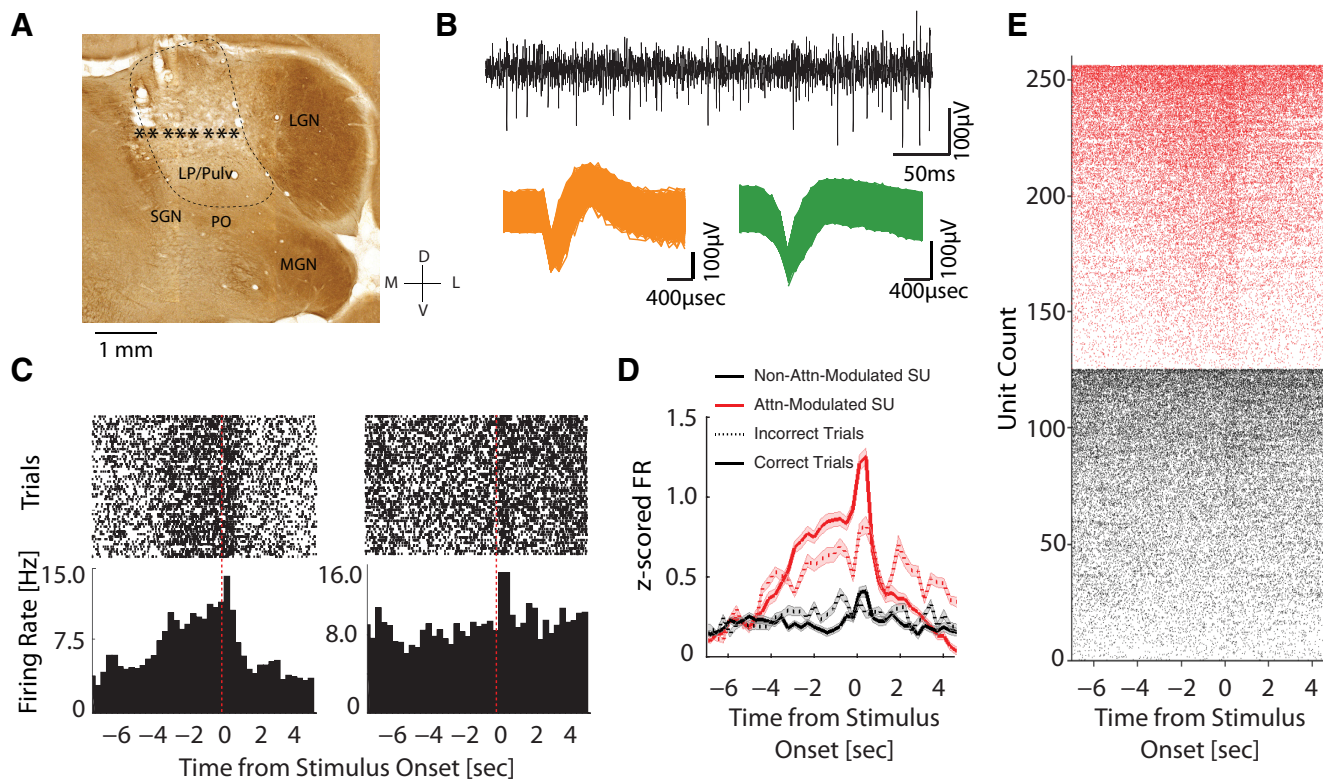 A
LGN
** *** ***
LP/Pulv
SGN
PO
MGN
D
M
L
V
1 mm
B
100µV
50ms
100µV
400µsec
100µV
400µsec
C
Trials
Firing Rate [Hz]
15.0
7.5
0
16.0
8.0
0
−6 −4 −2 0 2 4
−6 −4 −2 0 2 4
Time from Stimulus Onset [sec]
D
Non-Attn-Modulated SU
Attn-Modulated SU
Incorrect Trials
Correct Trials
z-scored FR
1.5
1.0
0.5
0
−6 −4 −2 0 2 4
Time from Stimulus
Onset [sec]
E
Unit Count
250
200
150
100
50
0
−6 −4 −2 0 2 4
Time from Stimulus
Onset [sec]